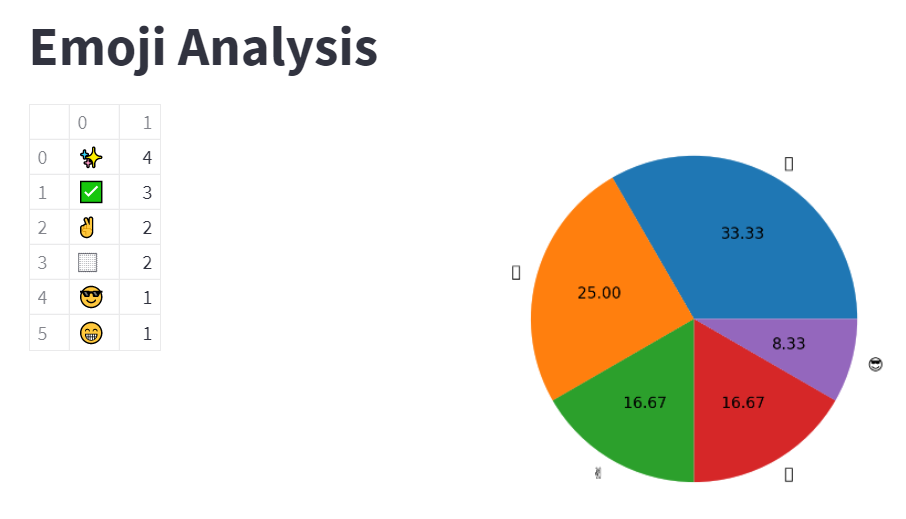 Emoji Analysis
0 1
0 ✨ 4
1 ✅ 3
2 ✌ 2
3 2
4 😎 1
5 😁 1
33.33
25.00
8.33
😎
16.67 16.67
✌